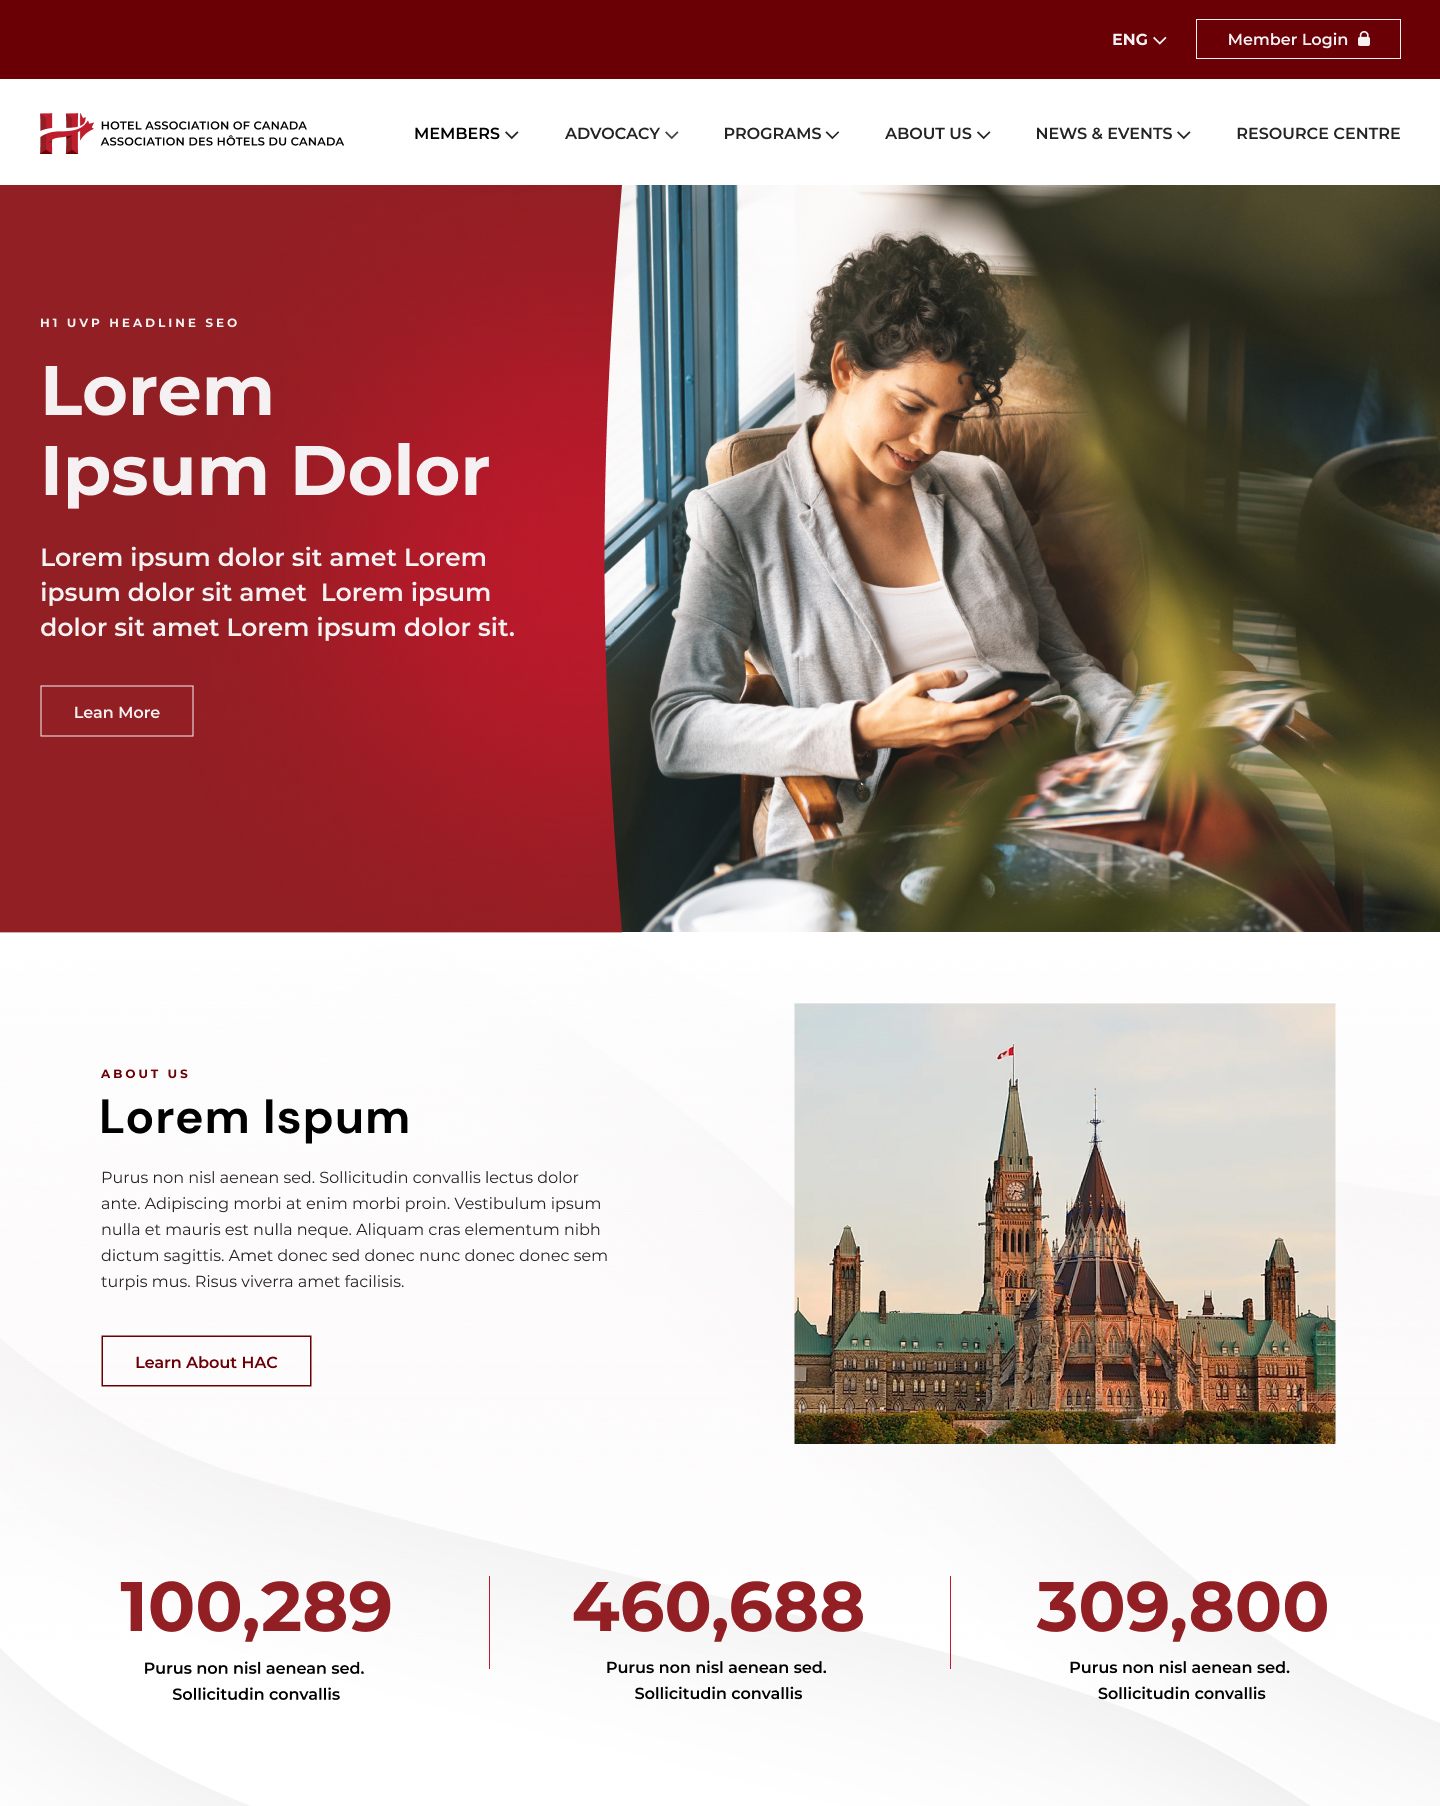 ENG
Member Login
HOTEL ASSOCIATION OF CANADA
ASSOCIATION DES HÔTELS DU CANADA
MEMBERS
ADVOCACY
PROGRAMS
ABOUT US
NEWS & EVENTS
RESOURCE CENTRE
H1 UVP HEADLINE SEO
Lorem
Ipsum Dolor
Lorem ipsum dolor sit amet Lorem
ipsum dolor sit amet  Lorem ipsum
dolor sit amet Lorem ipsum dolor sit.
Lean More
ABOUT US
Lorem Ispum
Purus non nisl aenean sed. Sollicitudin convallis lectus dolor
ante. Adipiscing morbi at enim morbi proin. Vestibulum ipsum
nulla et mauris est nulla neque. Aliquam cras elementum nibh
dictum sagittis. Amet donec sed donec nunc donec donec sem
turpis mus. Risus viverra amet facilisis.
Learn About HAC
100,289
Purus non nisl aenean sed.
Sollicitudin convallis
460,688
Purus non nisl aenean sed.
Sollicitudin convallis
309,800
Purus non nisl aenean sed.
Sollicitudin convallis